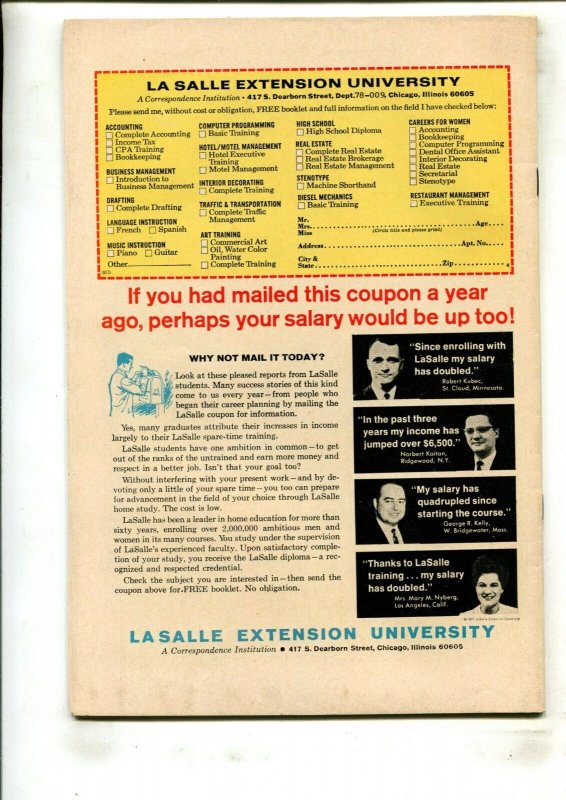 LA SALLE EXTENSION UNIVERSITY
A Correspondence Institution • 417 S. Dearborn Street, Dept. 78-009, Chicago, Illinois 60605
Please send me, without cost or obligation, FREE booklet and full information on the field I have checked below:
ACCOUNTING
Complete Accounting
Income Tax
CPA Training
Bookkeeping
BUSINESS MANAGEMENT
Introduction to
Business Management
DRAFTING
Complete Drafting
LANGUAGE INSTRUCTION
French Spanish
MUSIC INSTRUCTION
Piano Guitar
Other
COMPUTER PROGRAMMING
Basic Training
HOTEL/MOTEL MANAGEMENT
Hotel Executive
Training
Motel Management
INTERIOR DECORATING
Complete Training
TRAFFIC & TRANSPORTATION
Complete Traffic
Management
ART TRAINING
Commercial Art
Oil, Water Color
Painting
Complete Training
HIGH SCHOOL
High School Diploma
REAL ESTATE
Complete Real Estate
Real Estate Brokerage
Real Estate Management
STENOTYPE
Machine Shorthand
DIESEL MECHANICS
Basic Training
CAREERS FOR WOMEN
Accounting
Bookkeeping
Computer Programming
Dental Office Assistant
Interior Decorating
Real Estate
Secretarial
Stenotype
RESTAURANT MANAGEMENT
Executive Training
Mr.
Mrs. Age
Miss (Circle title and please print)
Address Apt. No.
City &
State Zip
4
If you had mailed this coupon a year
ago, perhaps your salary would be up too!
WHY NOT MAIL IT TODAY?
Look at these pleased reports from LaSalle
students. Many success stories of this kind
come to us every year—from people who
began their career planning by mailing the
LaSalle coupon for information.
Yes, many graduates attribute their increases in income
largely to their LaSalle spare-time training.
LaSalle students have one ambition in common—to get
out of the ranks of the untrained and earn more money and
respect in a better job. Isn't that your goal too?
Without interfering with your present work—and by de-
voting only a little of your spare time—you too can prepare
for advancement in the field of your choice through LaSalle
home study. The cost is low.
LaSalle has been a leader in home education for more than
sixty years, enrolling over 2,000,000 ambitious men and
women in its many courses. You study under the supervision
of LaSalle's experienced faculty. Upon satisfactory comple-
tion of your study, you receive the LaSalle diploma—a rec-
ognized and respected credential.
Check the subject you are interested in—then send the
coupon above for FREE booklet. No obligation.
"Since enrolling with
LaSalle my salary
has doubled."
Robert Kubec,
St. Cloud, Minnesota.
"In the past three
years my income has
jumped over $6,500."
Norbert Kaitan,
Ridgewood, N.Y.
"My salary has
quadrupled since
starting the course."
George R. Kelly,
W. Bridgewater, Mass.
"Thanks to LaSalle
training ... my salary
has doubled."
Mrs. Mary M. Nyberg,
Los Angeles, Calif.
LASALLE EXTENSION UNIVERSITY
A Correspondence Institution • 417 S. Dearborn Street, Chicago, Illinois 60605